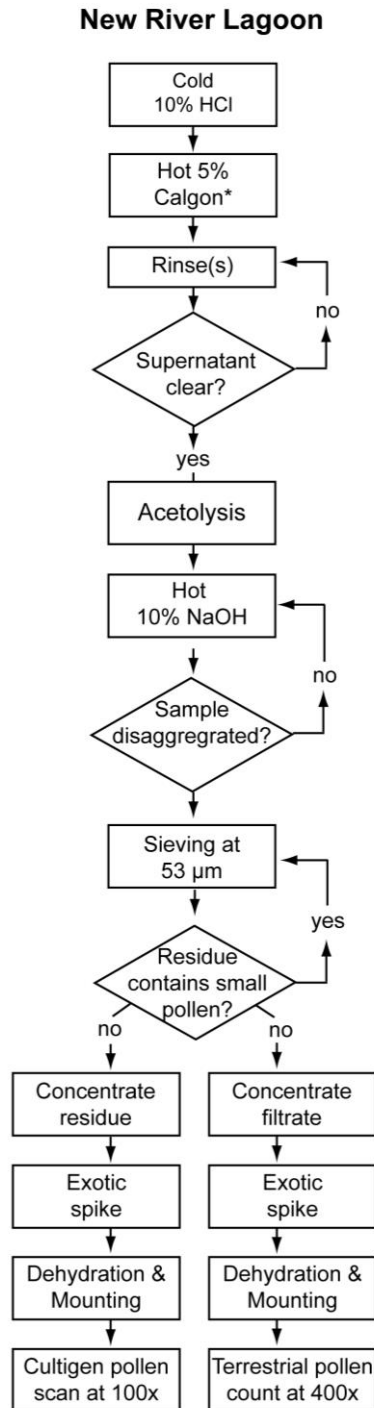 New River Lagoon
Cold
10% HCl
Hot 5%
Calgon*
Rinse(s)
no
Supernatant
clear?
yes
Acetolysis
Hot
10% NaOH
no
Sample
disaggregrated?
Sieving at
53 µm
yes
Residue
contains small
pollen?
no
no
Concentrate
residue
Concentrate
filtrate
Exotic
spike
Exotic
spike
Dehydration &
Mounting
Dehydration &
Mounting
Cultigen pollen
scan at 100x
Terrestrial pollen
count at 400x